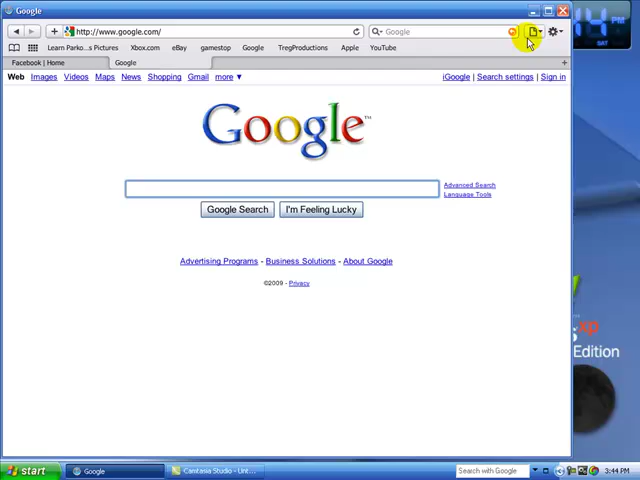 Google
http://www.google.com/
Google
Learn Parko...s Pictures Xbox.com eBay gamestop Google TregProductions Apple YouTube
Facebook | Home
Google
Web Images Videos Maps News Shopping Gmail more ▼
iGoogle | Search settings | Sign in
Google™
Advanced Search
Language Tools
Google Search
I'm Feeling Lucky
Advertising Programs - Business Solutions - About Google
©2009 - Privacy
SAT
xp
Edition
start
Google
Camtasia Studio - Unt...
Search with Google
3:44 PM